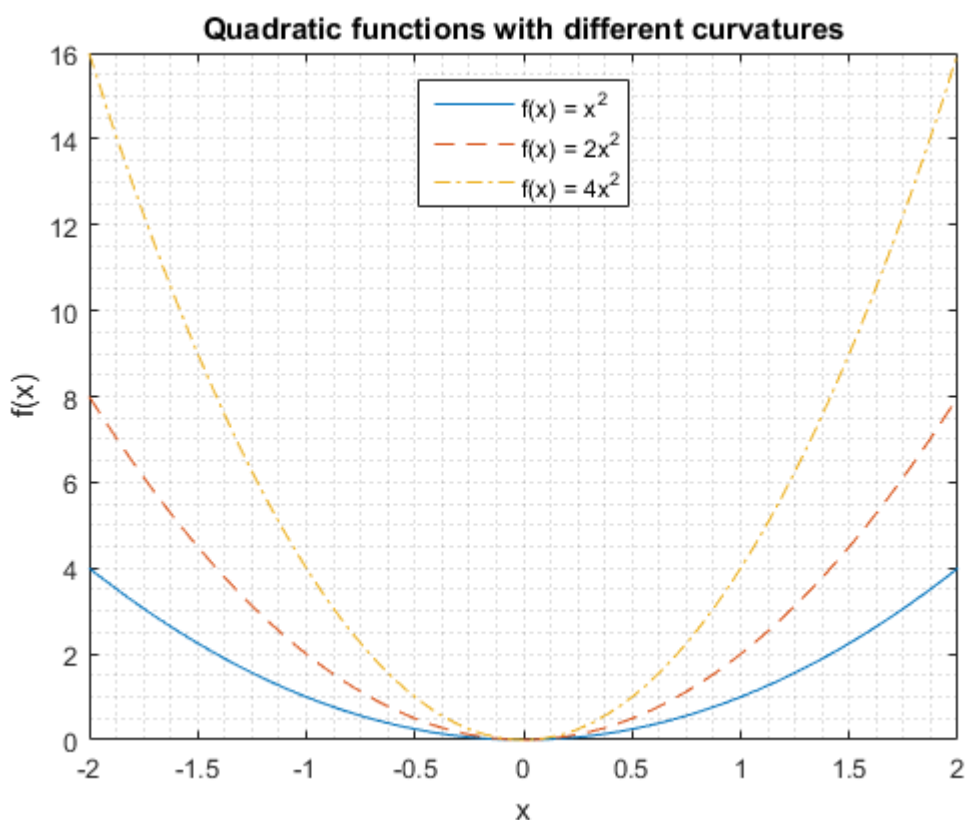 Quadratic functions with different curvatures
f(x) = x²
f(x) = 2x²
f(x) = 4x²
f(x)
16
14
12
10
8
6
4
2
0
-2 -1.5 -1 -0.5 0 0.5 1 1.5 2
x